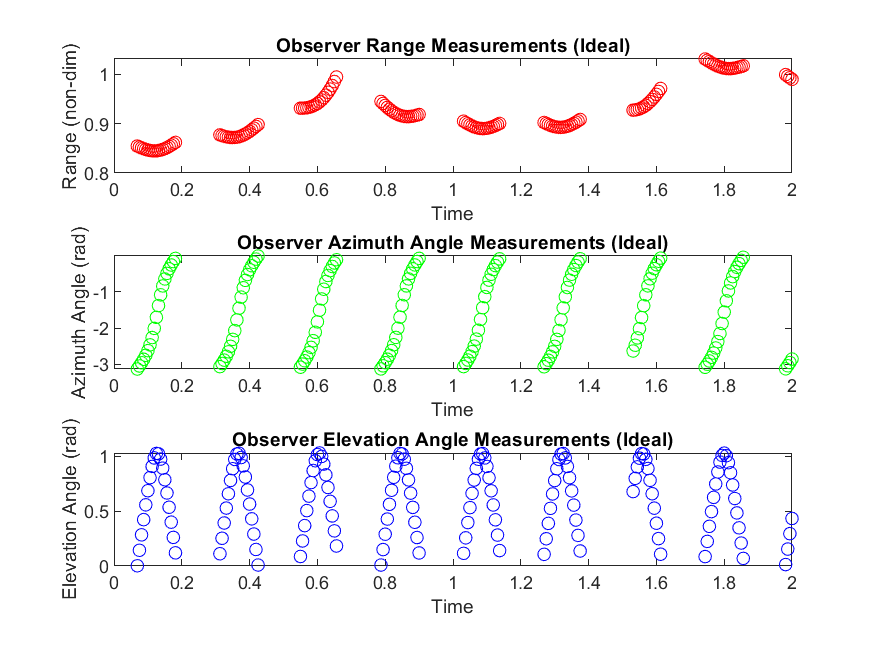 Observer Range Measurements (Ideal)
Range (non-dim)
1
0.9
0.8
0 0.2 0.4 0.6 0.8 1 1.2 1.4 1.6 1.8 2
Time
Observer Azimuth Angle Measurements (Ideal)
Azimuth Angle (rad)
-1
-2
-3
0 0.2 0.4 0.6 0.8 1 1.2 1.4 1.6 1.8 2
Time
Observer Elevation Angle Measurements (Ideal)
Elevation Angle (rad)
1
0.5
0
0 0.2 0.4 0.6 0.8 1 1.2 1.4 1.6 1.8 2
Time